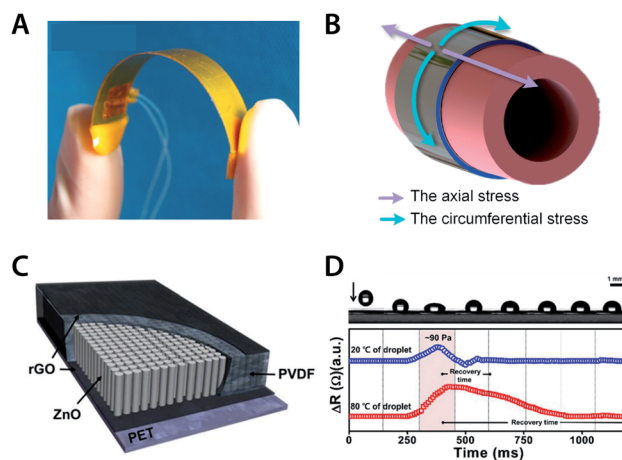 A
B
The axial stress
The circumferential stress
C
rGO
ZnO
PVDF
PET
D
1 mm
~90 Pa
20 ℃ of droplet
Recovery
time
80 ℃ of droplet
Recovery time
ΔR (Ω)(a.u.)
0 250 500 750 1000
Time (ms)